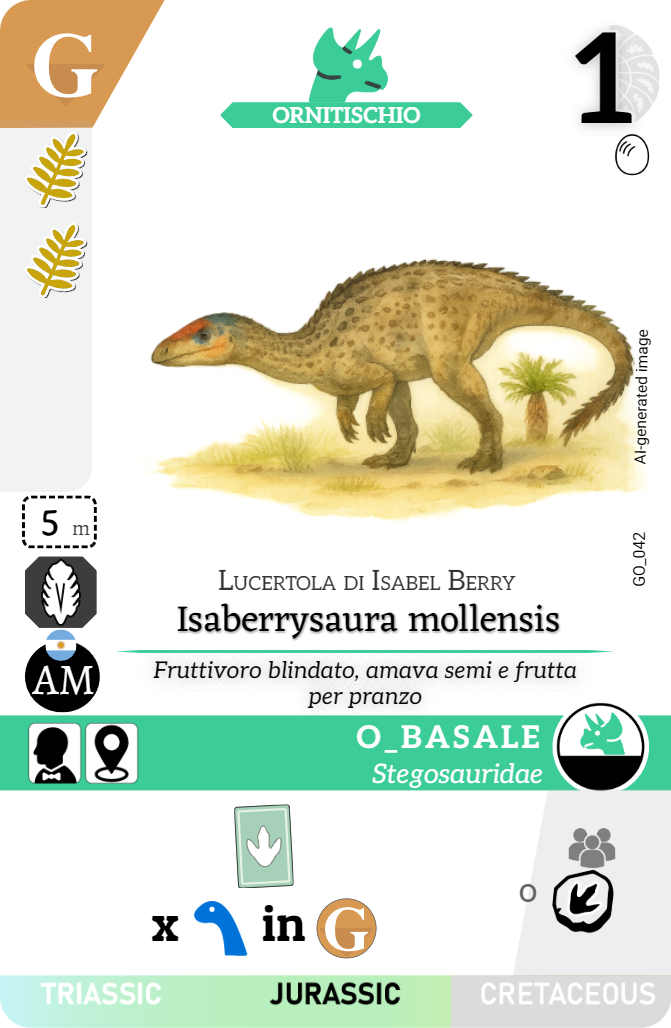 G
ORNITISCHIO
1
AI-generated image
5 m
GO_042
AM
LUCERTOLA DI ISABEL BERRY
Isaberrysaura mollensis
Fruttivoro blindato, amava semi e frutta
per pranzo
O_BASALE
Stegosauridae
x in G
O
TRIASSIC JURASSIC CRETACEOUS